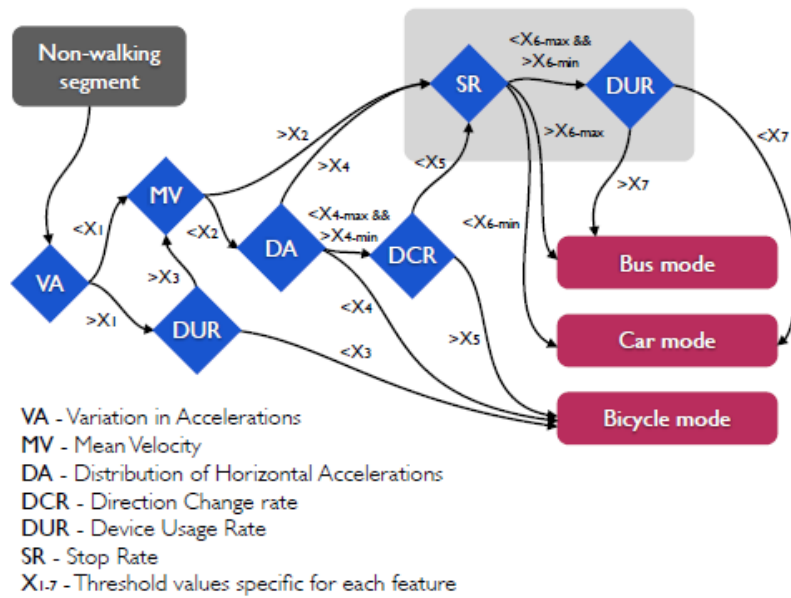 Non-walking
segment
<X6-max &&
>X6-min
SR
DUR
>X2
>X4
<X5
>X6-max
<X7
>X7
MV
<X1
<X2
<X4-max &&
>X4-min
<X6-min
DA
DCR
VA
>X3
Bus mode
>X1
DUR
<X4
<X3
>X5
Car mode
Bicycle mode
VA - Variation in Accelerations
MV - Mean Velocity
DA - Distribution of Horizontal Accelerations
DCR - Direction Change rate
DUR - Device Usage Rate
SR - Stop Rate
X1-7 - Threshold values specific for each feature